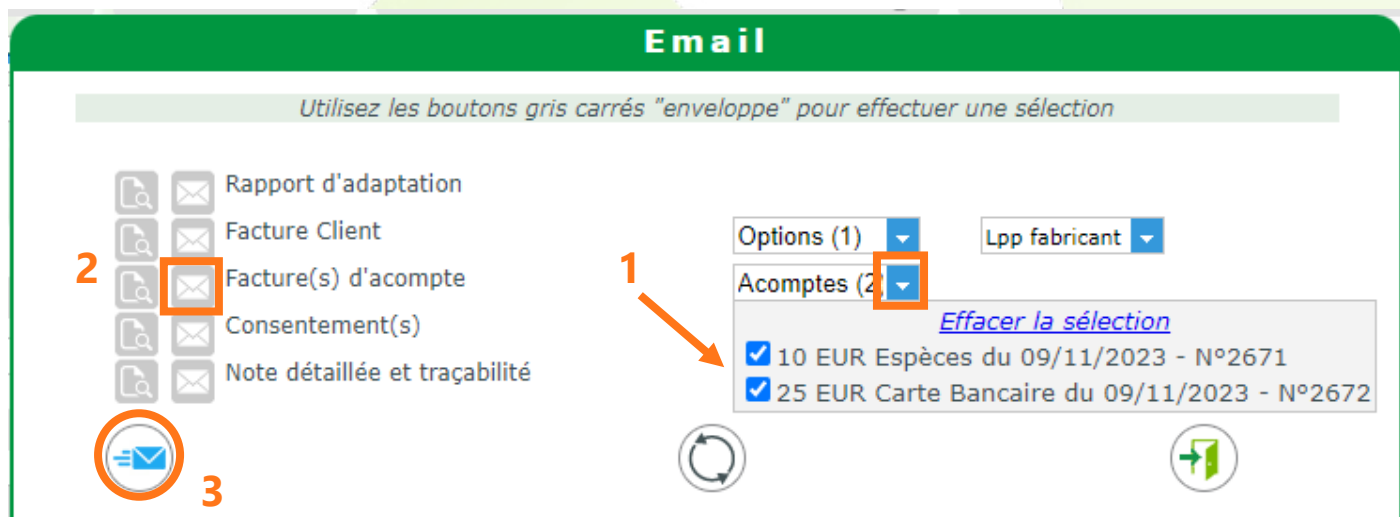 Email
Utilisez les boutons gris carrés "enveloppe" pour effectuer une sélection
Rapport d'adaptation
Facture Client
Options (1)
Lpp fabricant
2
Facture(s) d'acompte
1
Acomptes (2)
Consentement(s)
Effacer la sélection
10 EUR Espèces du 09/11/2023 - N°2671
Note détaillée et traçabilité
25 EUR Carte Bancaire du 09/11/2023 - N°2672
3